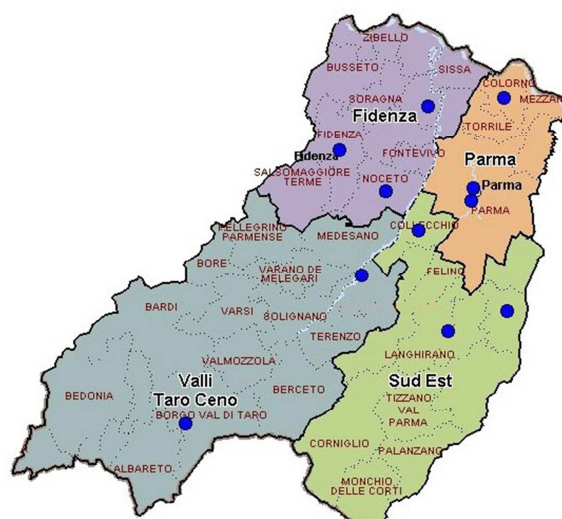 ZIBELLO
BUSSETO
SISSA
COLORNO
MEZZAN
SORAGNA
Fidenza
TORRILE
FIDENZA
Fidenza
FONTEVIVO
Parma
SALSOMAGGIORE
TERME
NOCETO
Parma
PARMA
PELLEGRINO
PARMENSE
MEDESANO
COLLECCHIO
BORE
VARANO DE
MELEGARI
FELINO
BARDI
VARSI
SOLIGNANO
TERENZO
VALMOZZOLA
LANGHIRANO
Valli
Taro Ceno
Sud Est
BEDONIA
BERCETO
BORGO VAL DI TARO
TIZZANO
VAL
PARMA
CORNIGLIO
PALANZANO
ALBARETO
MONCHIO
DELLE CORTI